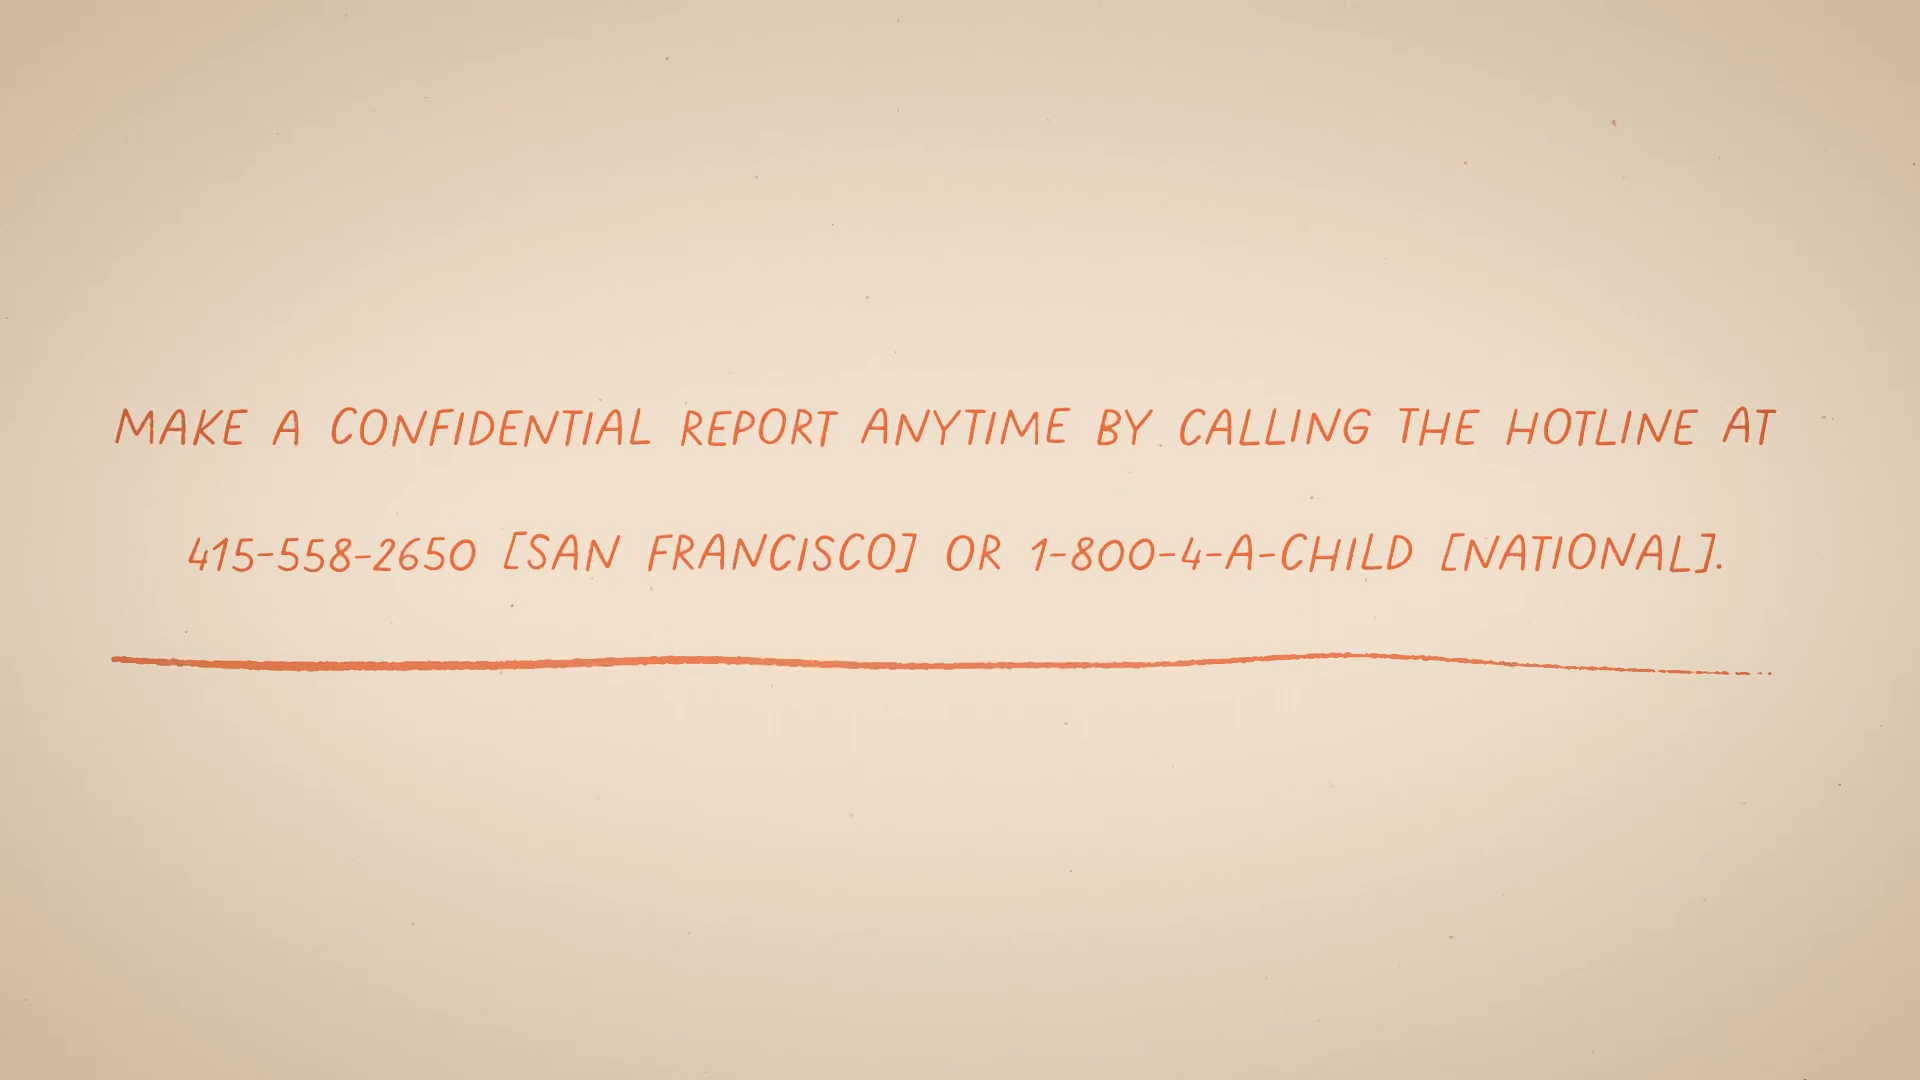 MAKE A CONFIDENTIAL REPORT ANYTIME BY CALLING THE HOTLINE AT
415-558-2650 [SAN FRANCISCO] OR 1-800-4-A-CHILD [NATIONAL].